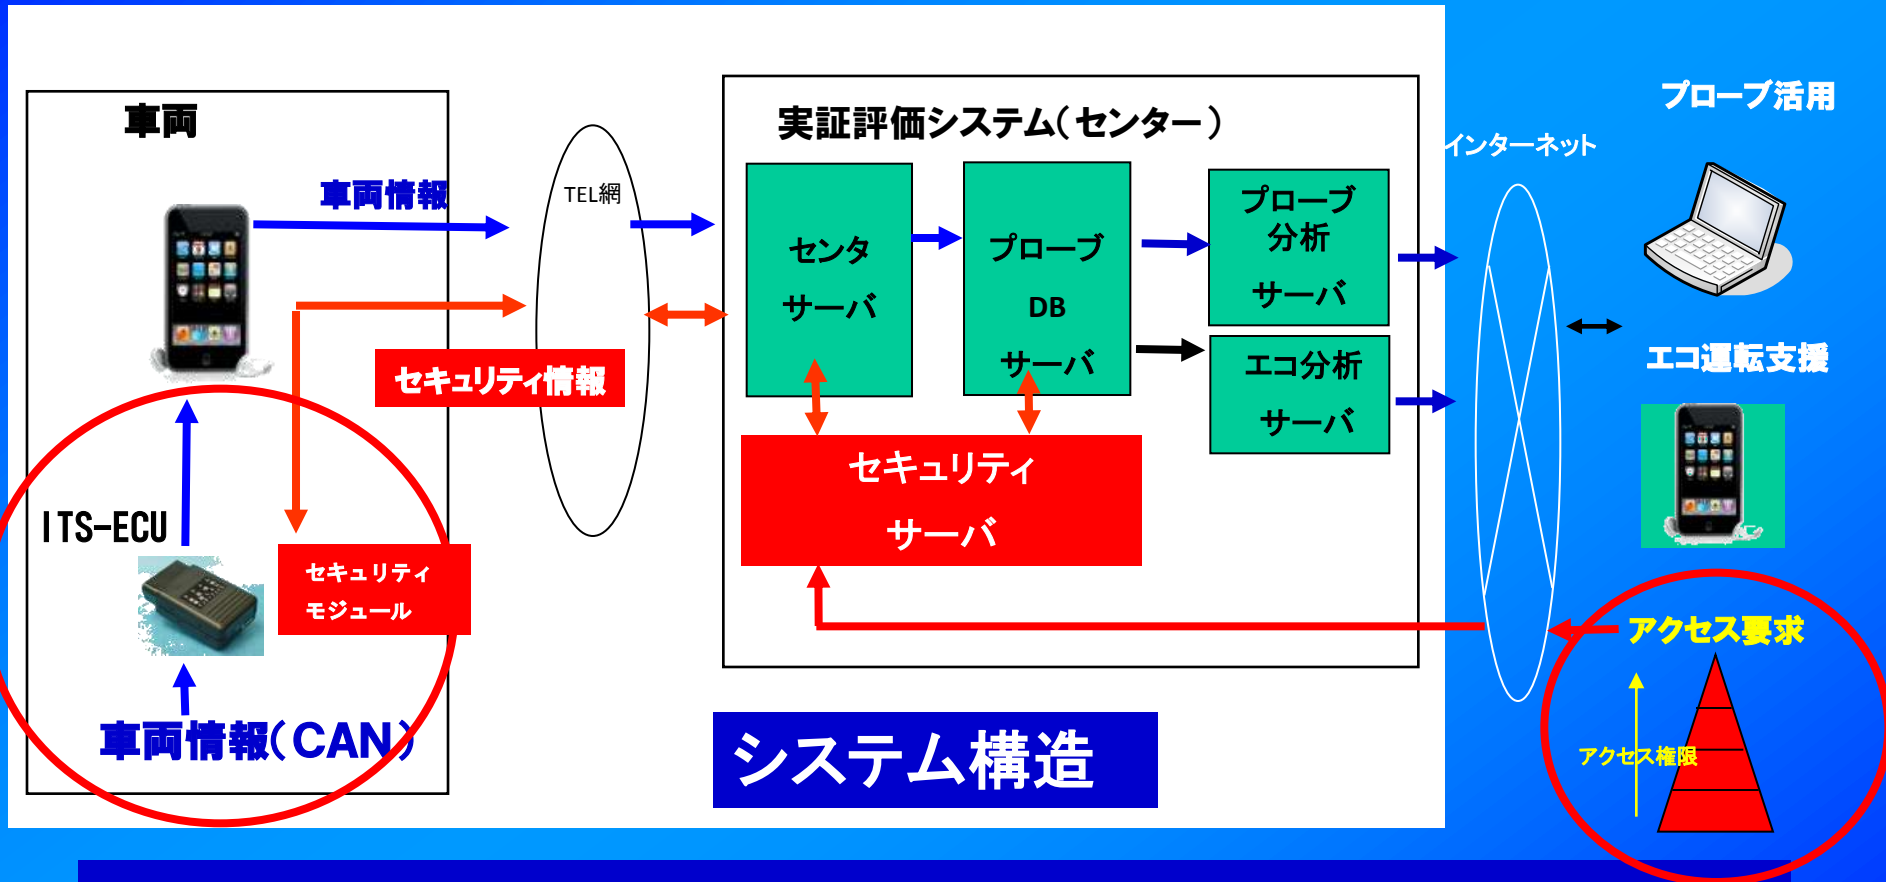 車両
車両情報
TEL網
セキュリティ情報
ITS-ECU
セキュリティ
モジュール
車両情報(CAN)
実証評価システム(センター)
センタ
サーバ
プローブ
DB
サーバ
プローブ
分析
サーバ
エコ分析
サーバ
セキュリティ
サーバ
システム構造
インターネット
プローブ活用
エコ運転支援
アクセス要求
アクセス権限